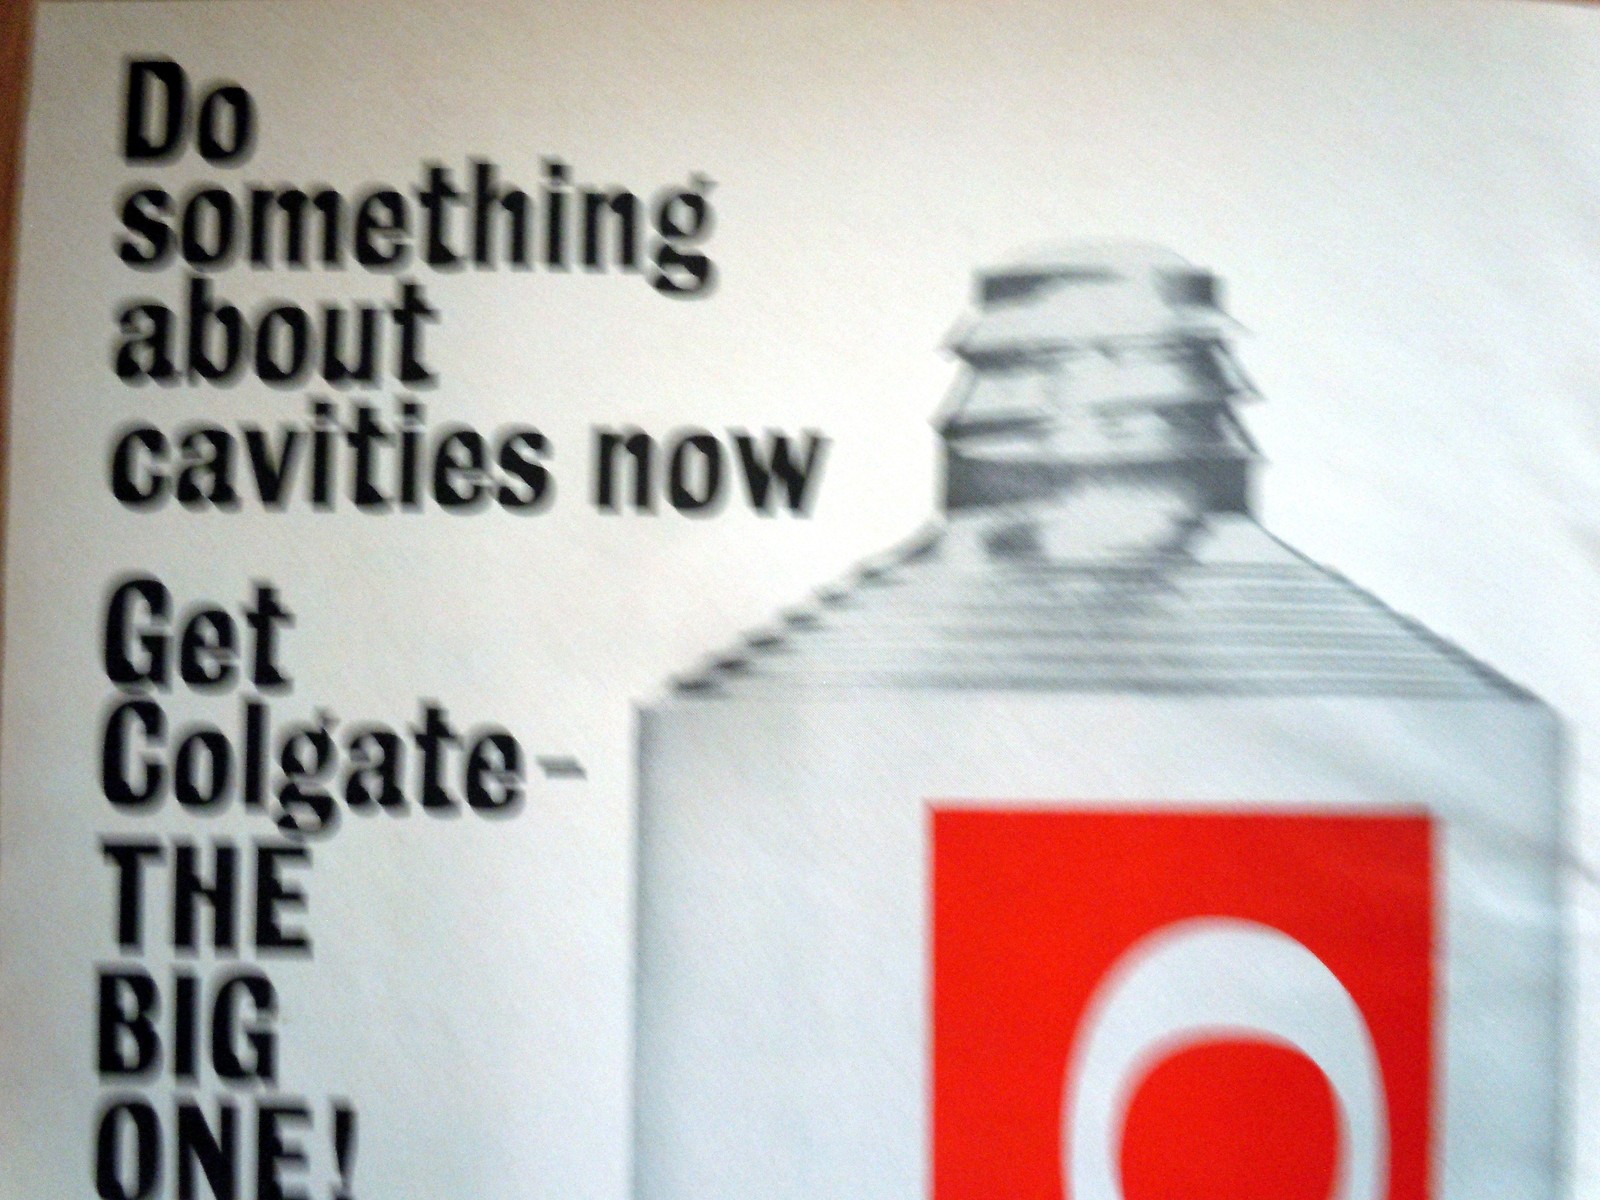 Do
something
about
cavities now
Get
Colgate-
THE
BIG
ONE!